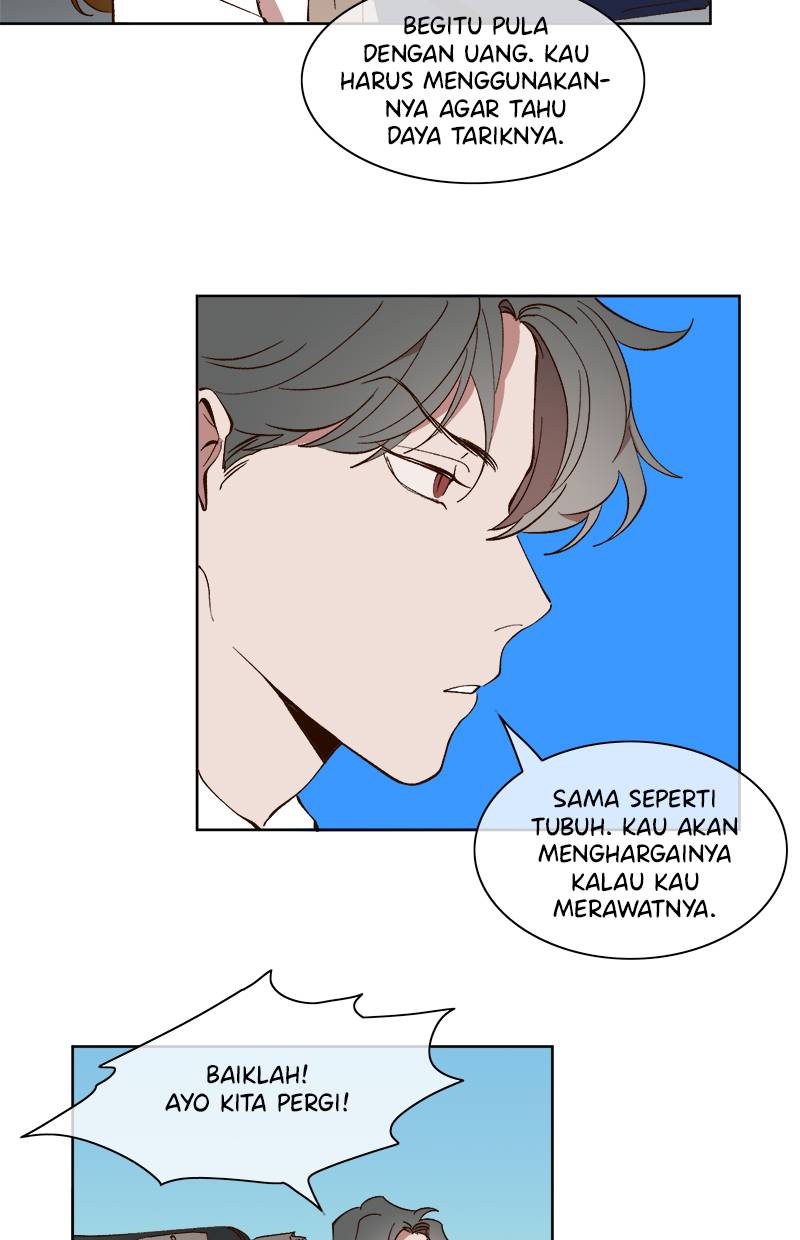 BEGITU PULA
DENGAN UANG. KAU
HARUS MENGGUNAKAN-
NYA AGAR TAHU
DAYA TARIKNYA.
SAMA SEPERTI
TUBUH. KAU AKAN
MENGHARGAINYA
KALAU KAU
MERAWATNYA.
BAIKLAH!
AYO KITA PERGI!